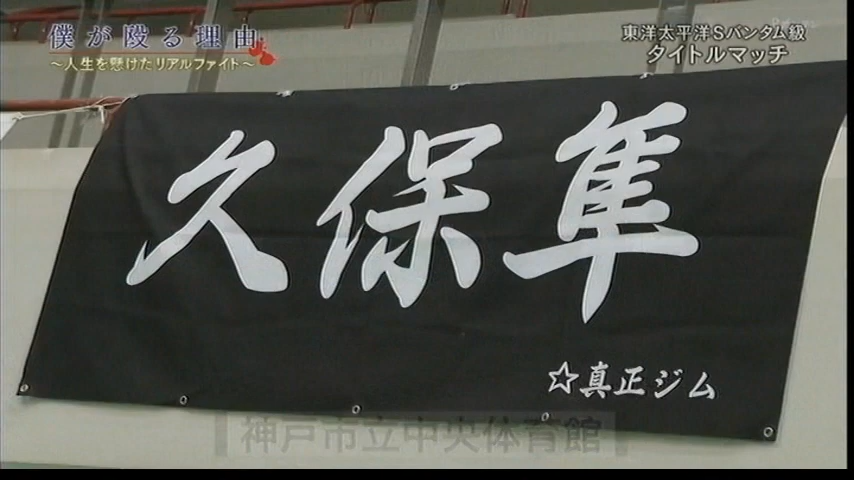 僕が殴る理由
～人生を懸けたリアルファイト～
東洋太平洋Sバンタム級
タイトルマッチ
久保隼
☆真正ジム
神戸市立中央体育館